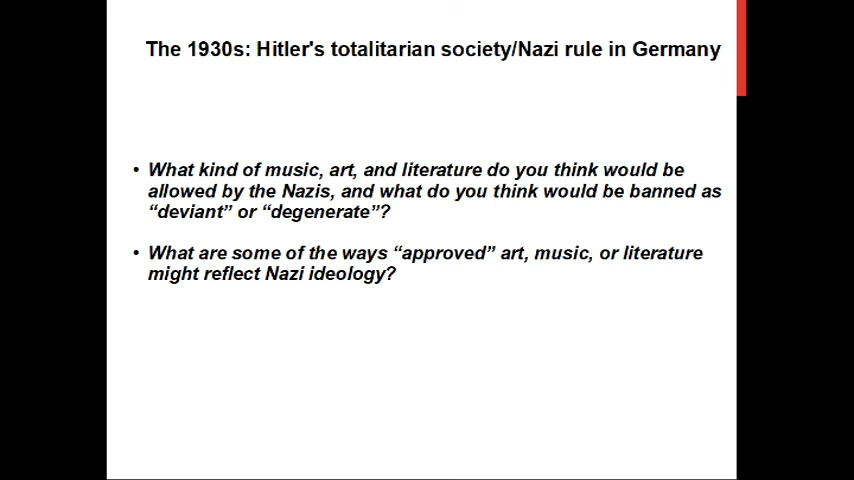 The 1930s: Hitler's totalitarian society/Nazi rule in Germany
• What kind of music, art, and literature do you think would be
allowed by the Nazis, and what do you think would be banned as
“deviant” or “degenerate”?
• What are some of the ways “approved” art, music, or literature
might reflect Nazi ideology?